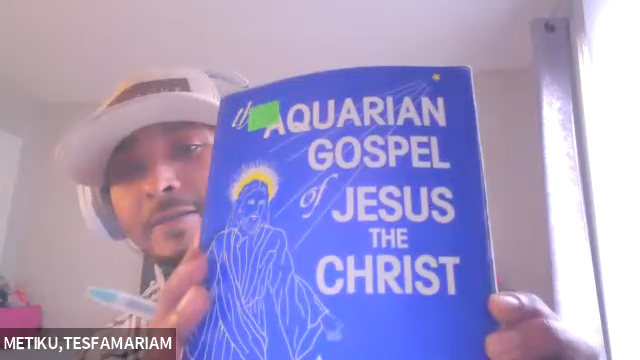 AQUARIAN
GOSPEL
of JESUS
THE
CHRIST
METIKU,TESFAMARIAM